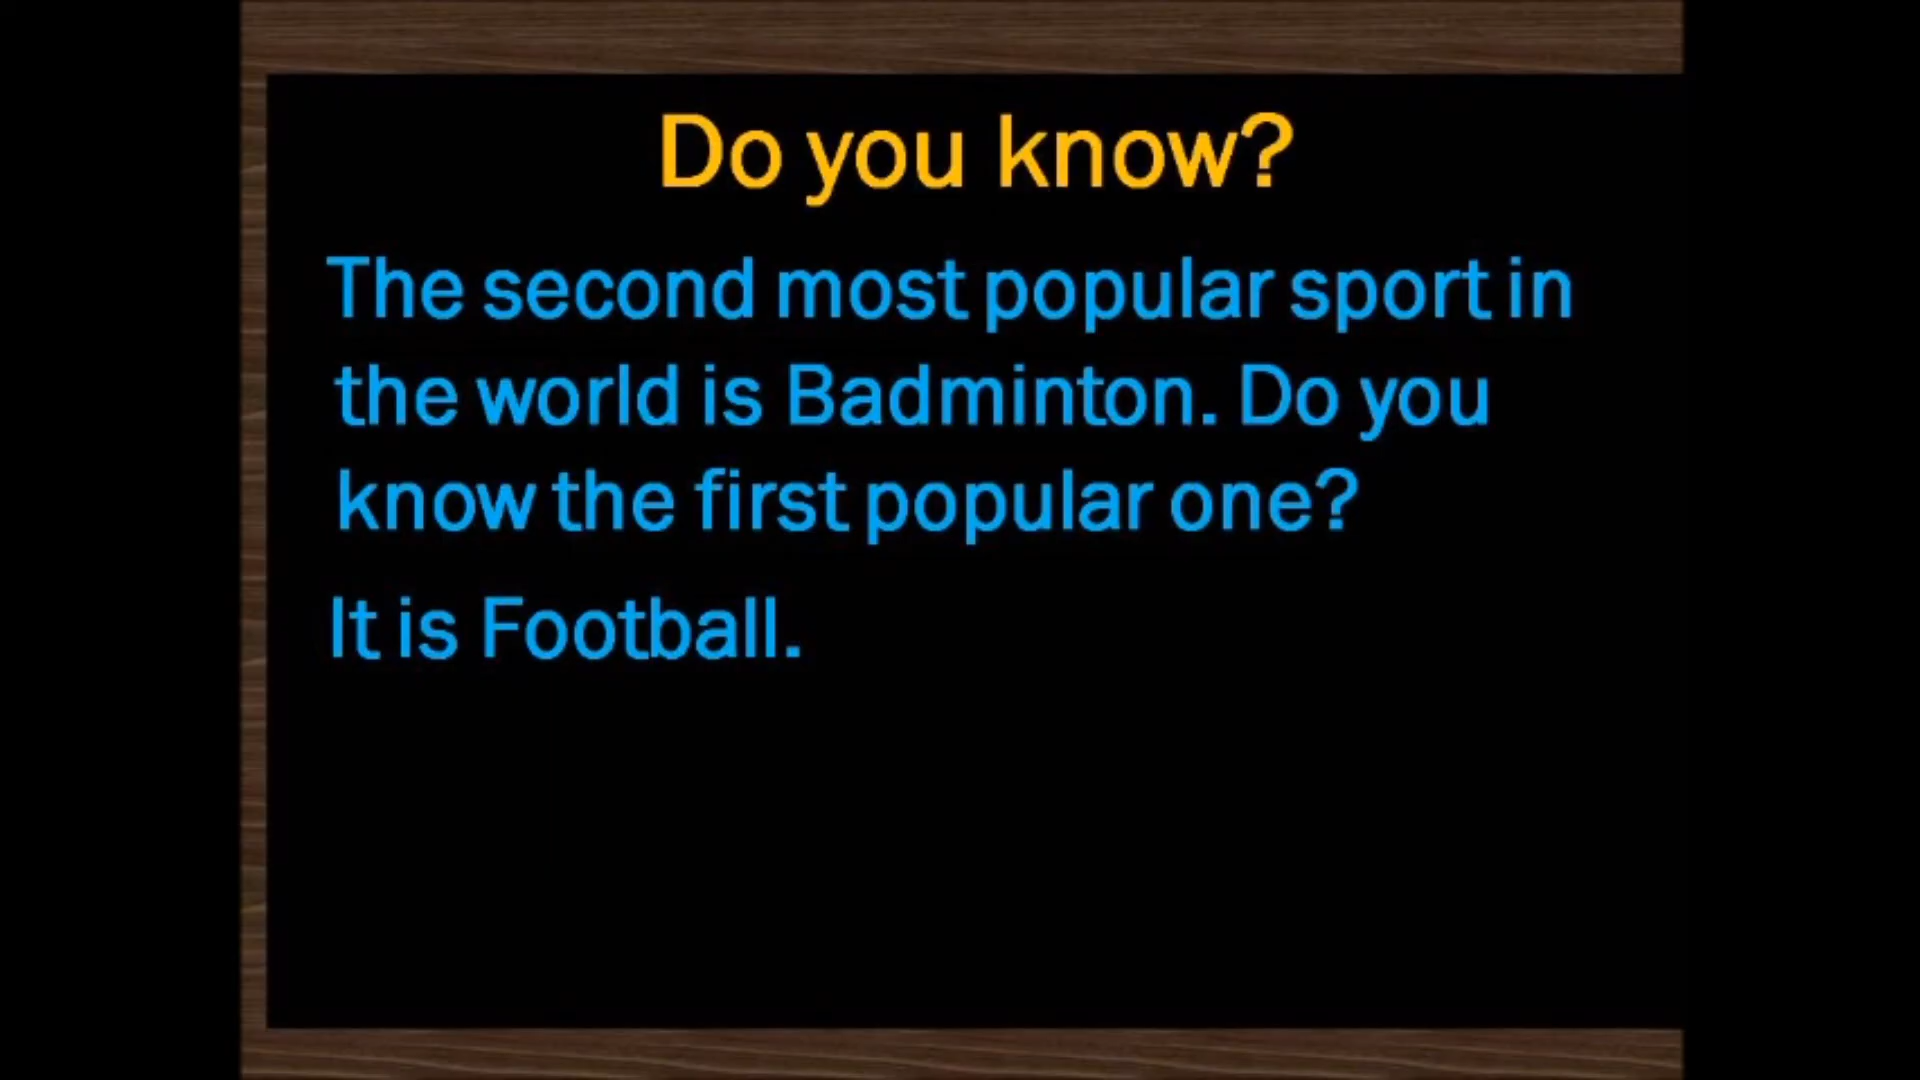 Do you know?
The second most popular sport in
the world is Badminton. Do you
know the first popular one?
It is Football.